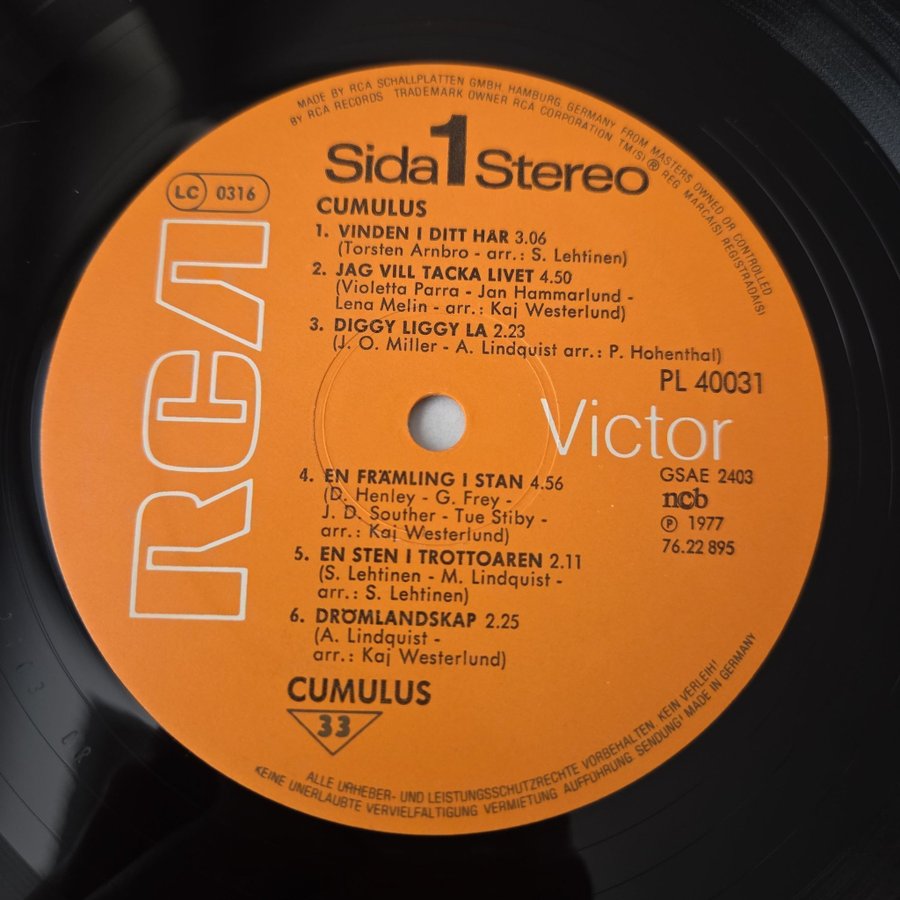 MADE BY RCA SCHALLPLATTEN GMBH, HAMBURG, GERMANY FROM MASTERS OWNED OR CONTROLLED
BY RCA RECORDS TRADEMARK OWNER RCA CORPORATION TM(S) ® REG MARCA(S) REGISTRADA(S)
Sida 1 Stereo
LC 0316
CUMULUS
1. VINDEN I DITT HAR 3.06
(Torsten Arnbro - arr.: S. Lehtinen)
2. JAG VILL TACKA LIVET 4.50
(Violetta Parra - Jan Hammarlund -
Lena Melin - arr.: Kaj Westerlund)
3. DIGGY LIGGY LA 2.23
(J. O. Miller - A. Lindquist arr.: P. Hohenthal)
PL 40031
RCA
Victor
GSAE 2403
ncb
Ⓟ 1977
76.22 895
4. EN FRÄMLING I STAN 4.56
(D. Henley - G. Frey -
J. D. Souther - Tue Stiby -
arr.: Kaj Westerlund)
5. EN STEN I TROTTOAREN 2.11
(S. Lehtinen - M. Lindquist -
arr.: S. Lehtinen)
6. DRÖMLANDSKAP 2.25
(A. Lindquist -
arr.: Kaj Westerlund)
CUMULUS
33
ALLE URHEBER- UND LEISTUNGSSCHUTZRECHTE VORBEHALTEN. KEIN VERLEIH!
KEINE UNERLAUBTE VERVIELFÄLTIGUNG VERMIETUNG AUFFÜHRUNG SENDUNG! MADE IN GERMANY